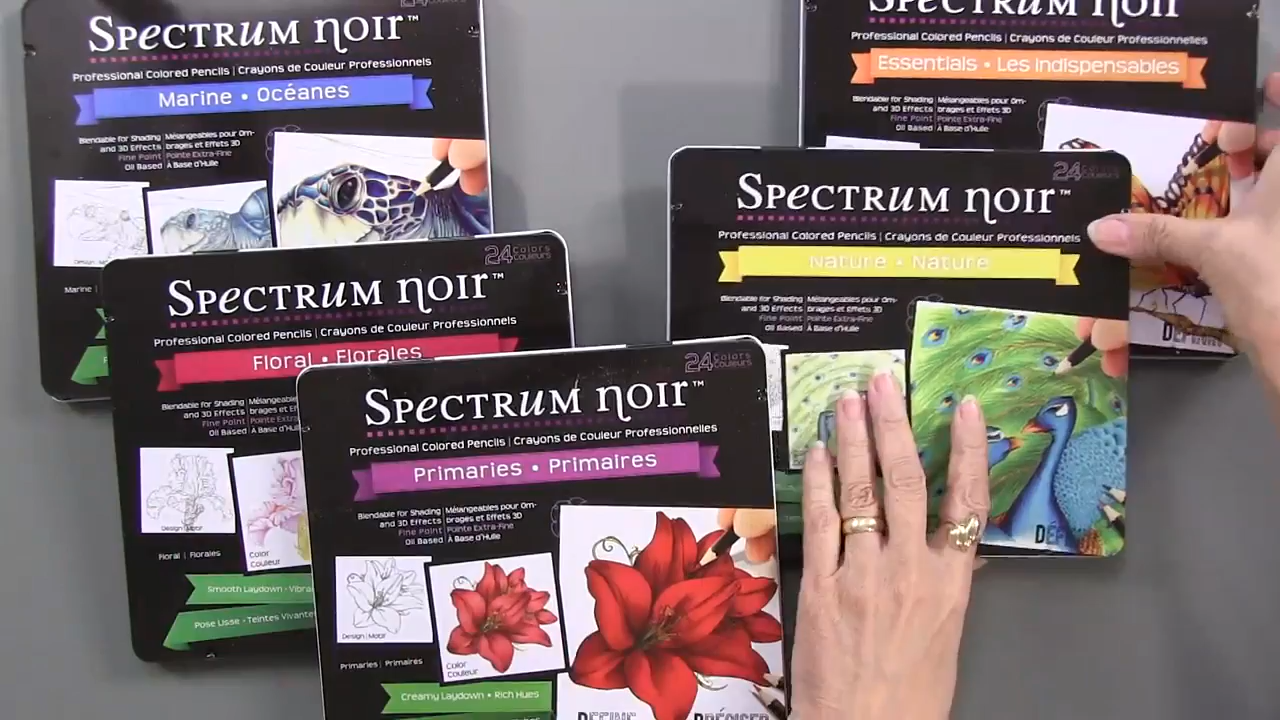 24 Colors
Couleurs
SPECTRUM NOIR™
Professional Colored Pencils | Crayons de Couleur Professionnels
Marine • Océanes
Blendable for Shading | Mélangeables pour Om-
and 3D Effects | brages et Effets 3D
Fine Point | Pointe Extra-Fine
Oil Based | À Base d'Huile
Marine |
SPECTRUM NOIR
Professional Colored Pencils | Crayons de Couleur Professionnelles
Essentials • Les Indispensables
Blendable for Shading | Mélangeables pour Om-
and 3D Effects | brages et Effets 3D
Fine Point | Pointe Extra-Fine
Oil Based | À Base d'Huile
24 Colors
Couleurs
SPECTRUM NOIR™
Professional Colored Pencils | Crayons de Couleur Professionnels
Floral • Florales
Blendable for Shading | Mélangeables
and 3D Effects | brages et
Fine Point | Pointe Extra
Oil Based | À Base d'Hu
Design | Motif
Color
Couleur
Floral | Florales
Smooth Laydown • Vibra
Pose Lisse • Teintes Vivante
24 Colors
Couleurs
SPECTRUM NOIR™
Professional Colored Pencils | Crayons de Couleur Professionnels
Nature • Nature
Blendable for Shading | Mélangeables pour Om-
and 3D Effects | brages et Effets 3D
Fine Point | Pointe Extra-Fine
Oil Based | À Base d'Huile
24 Colors
Couleurs
SPECTRUM NOIR™
Professional Colored Pencils | Crayons de Couleur Professionnelles
Primaries • Primaires
Blendable for Shading | Mélangeables pour Om-
and 3D Effects | brages et Effets 3D
Fine Point | Pointe Extra-Fine
Oil Based | À Base d'Huile
Design | Motif
Color
Couleur
Primaries | Primaires
Creamy Laydown • Rich Hues
DEFINE PRÉCISER